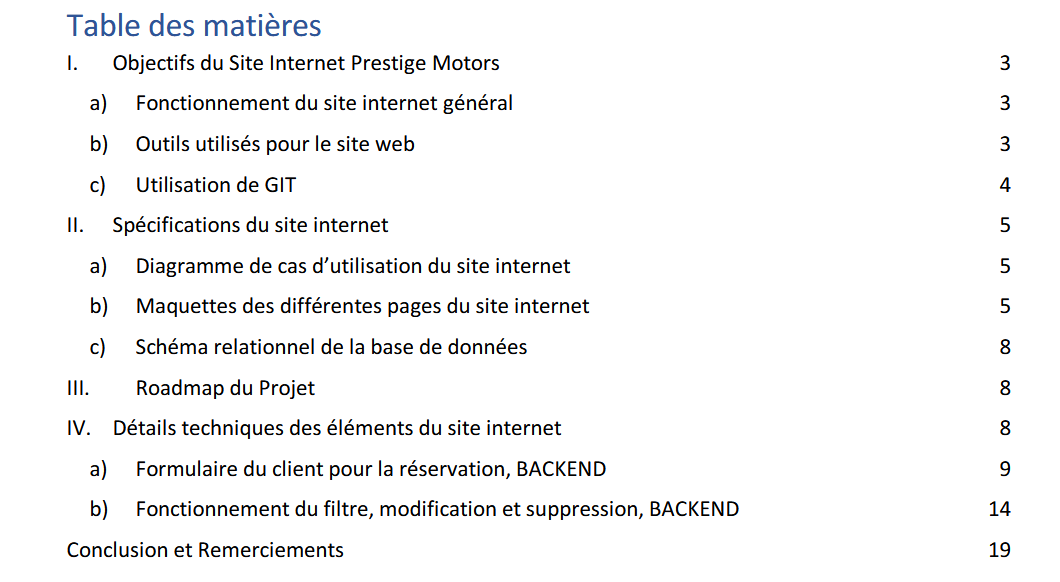 Table des matières
I. Objectifs du Site Internet Prestige Motors 3
a) Fonctionnement du site internet général 3
b) Outils utilisés pour le site web 3
c) Utilisation de GIT 4
II. Spécifications du site internet 5
a) Diagramme de cas d’utilisation du site internet 5
b) Maquettes des différentes pages du site internet 5
c) Schéma relationnel de la base de données 8
III. Roadmap du Projet 8
IV. Détails techniques des éléments du site internet 8
a) Formulaire du client pour la réservation, BACKEND 9
b) Fonctionnement du filtre, modification et suppression, BACKEND 14
Conclusion et Remerciements 19